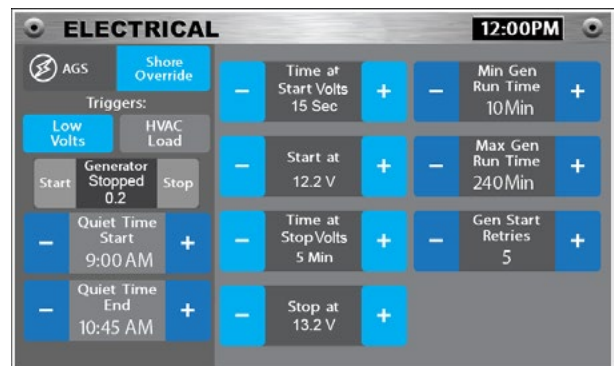 ELECTRICAL
12:00PM
AGS
Shore
Override
Triggers:
Low
Volts
HVAC
Load
Start
Generator
Stopped
0.2
Stop
− Quiet Time
Start
9:00 AM +
− Quiet Time
End
10:45 AM +
− Time at
Start Volts
15 Sec +
− Start at
12.2 V +
− Time at
Stop Volts
5 Min +
− Stop at
13.2 V +
− Min Gen
Run Time
10Min +
− Max Gen
Run Time
240Min +
− Gen Start
Retries
5 +